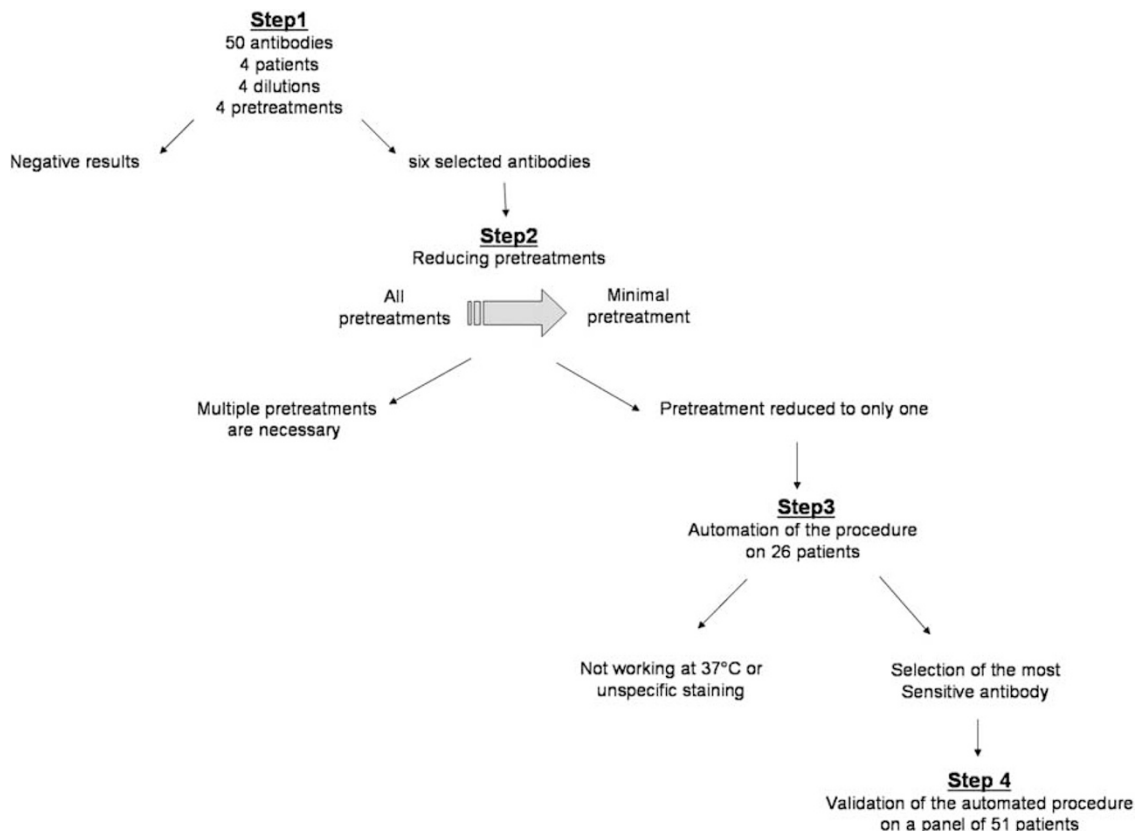 Step1
50 antibodies
4 patients
4 dilutions
4 pretreatments
Negative results
six selected antibodies
Step2
Reducing pretreatments
All
pretreatments
Minimal
pretreatment
Multiple pretreatments
are necessary
Pretreatment reduced to only one
Step3
Automation of the procedure
on 26 patients
Not working at 37°C or
unspecific staining
Selection of the most
Sensitive antibody
Step 4
Validation of the automated procedure
on a panel of 51 patients